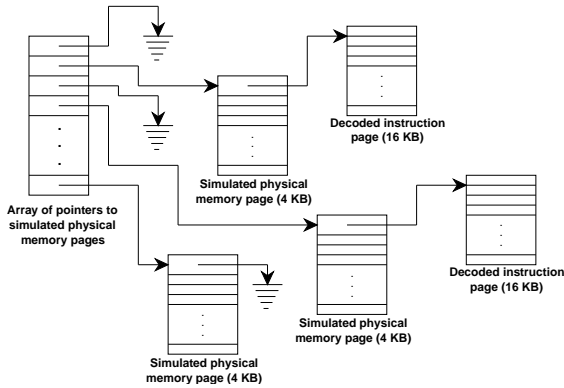 Decoded instruction
page (16 KB)
Simulated physical
memory page (4 KB)
Array of pointers to
simulated physical
memory pages
Decoded instruction
page (16 KB)
Simulated physical
memory page (4 KB)
Simulated physical
memory page (4 KB)